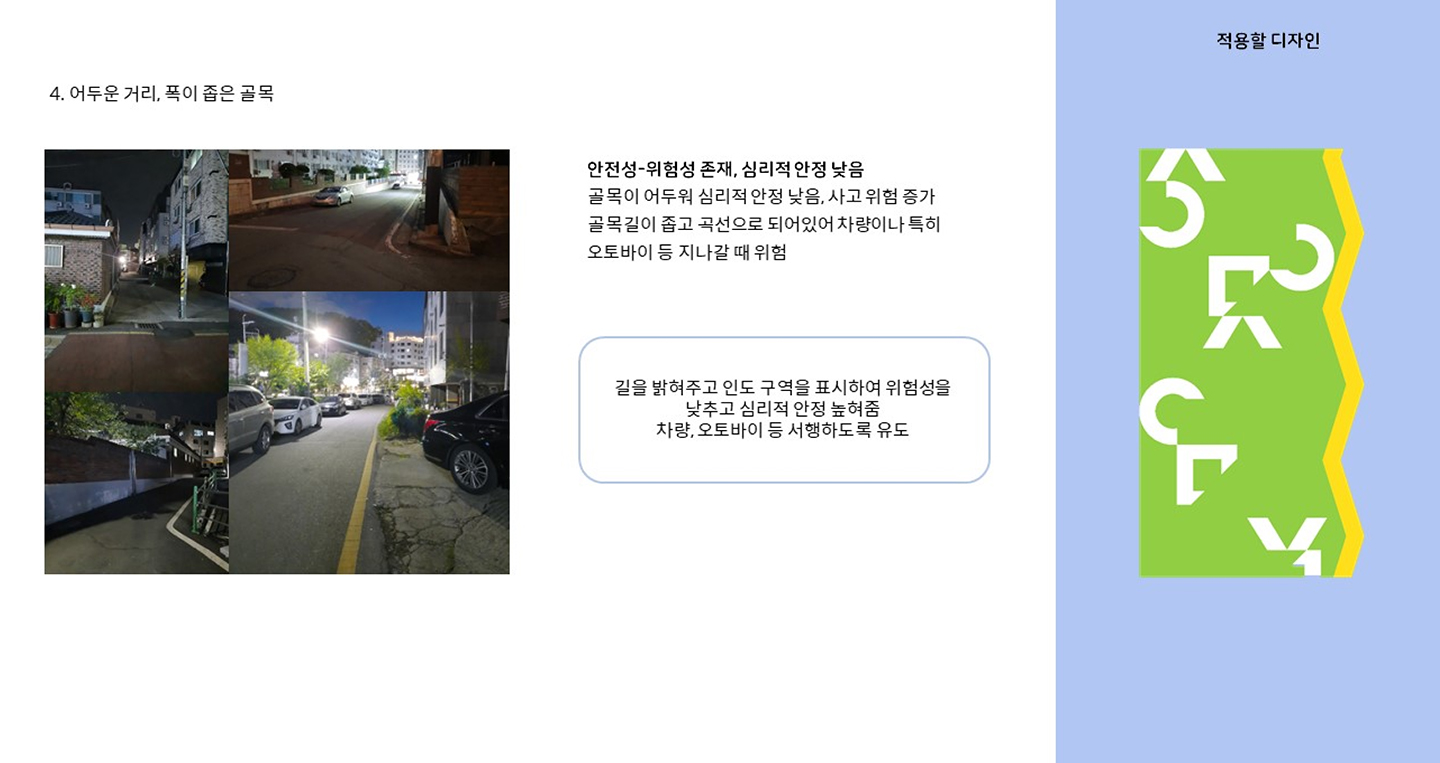 적용할 디자인
4. 어두운 거리, 폭이 좁은 골목
안전성-위험성 존재, 심리적 안정 낮음
골목이 어두워 심리적 안정 낮음, 사고 위험 증가
골목길이 좁고 곡선으로 되어있어 차량이나 특히
오토바이 등 지나갈 때 위험
길을 밝혀주고 인도 구역을 표시하여 위험성을
낮추고 심리적 안정 높혀줌
차량, 오토바이 등 서행하도록 유도